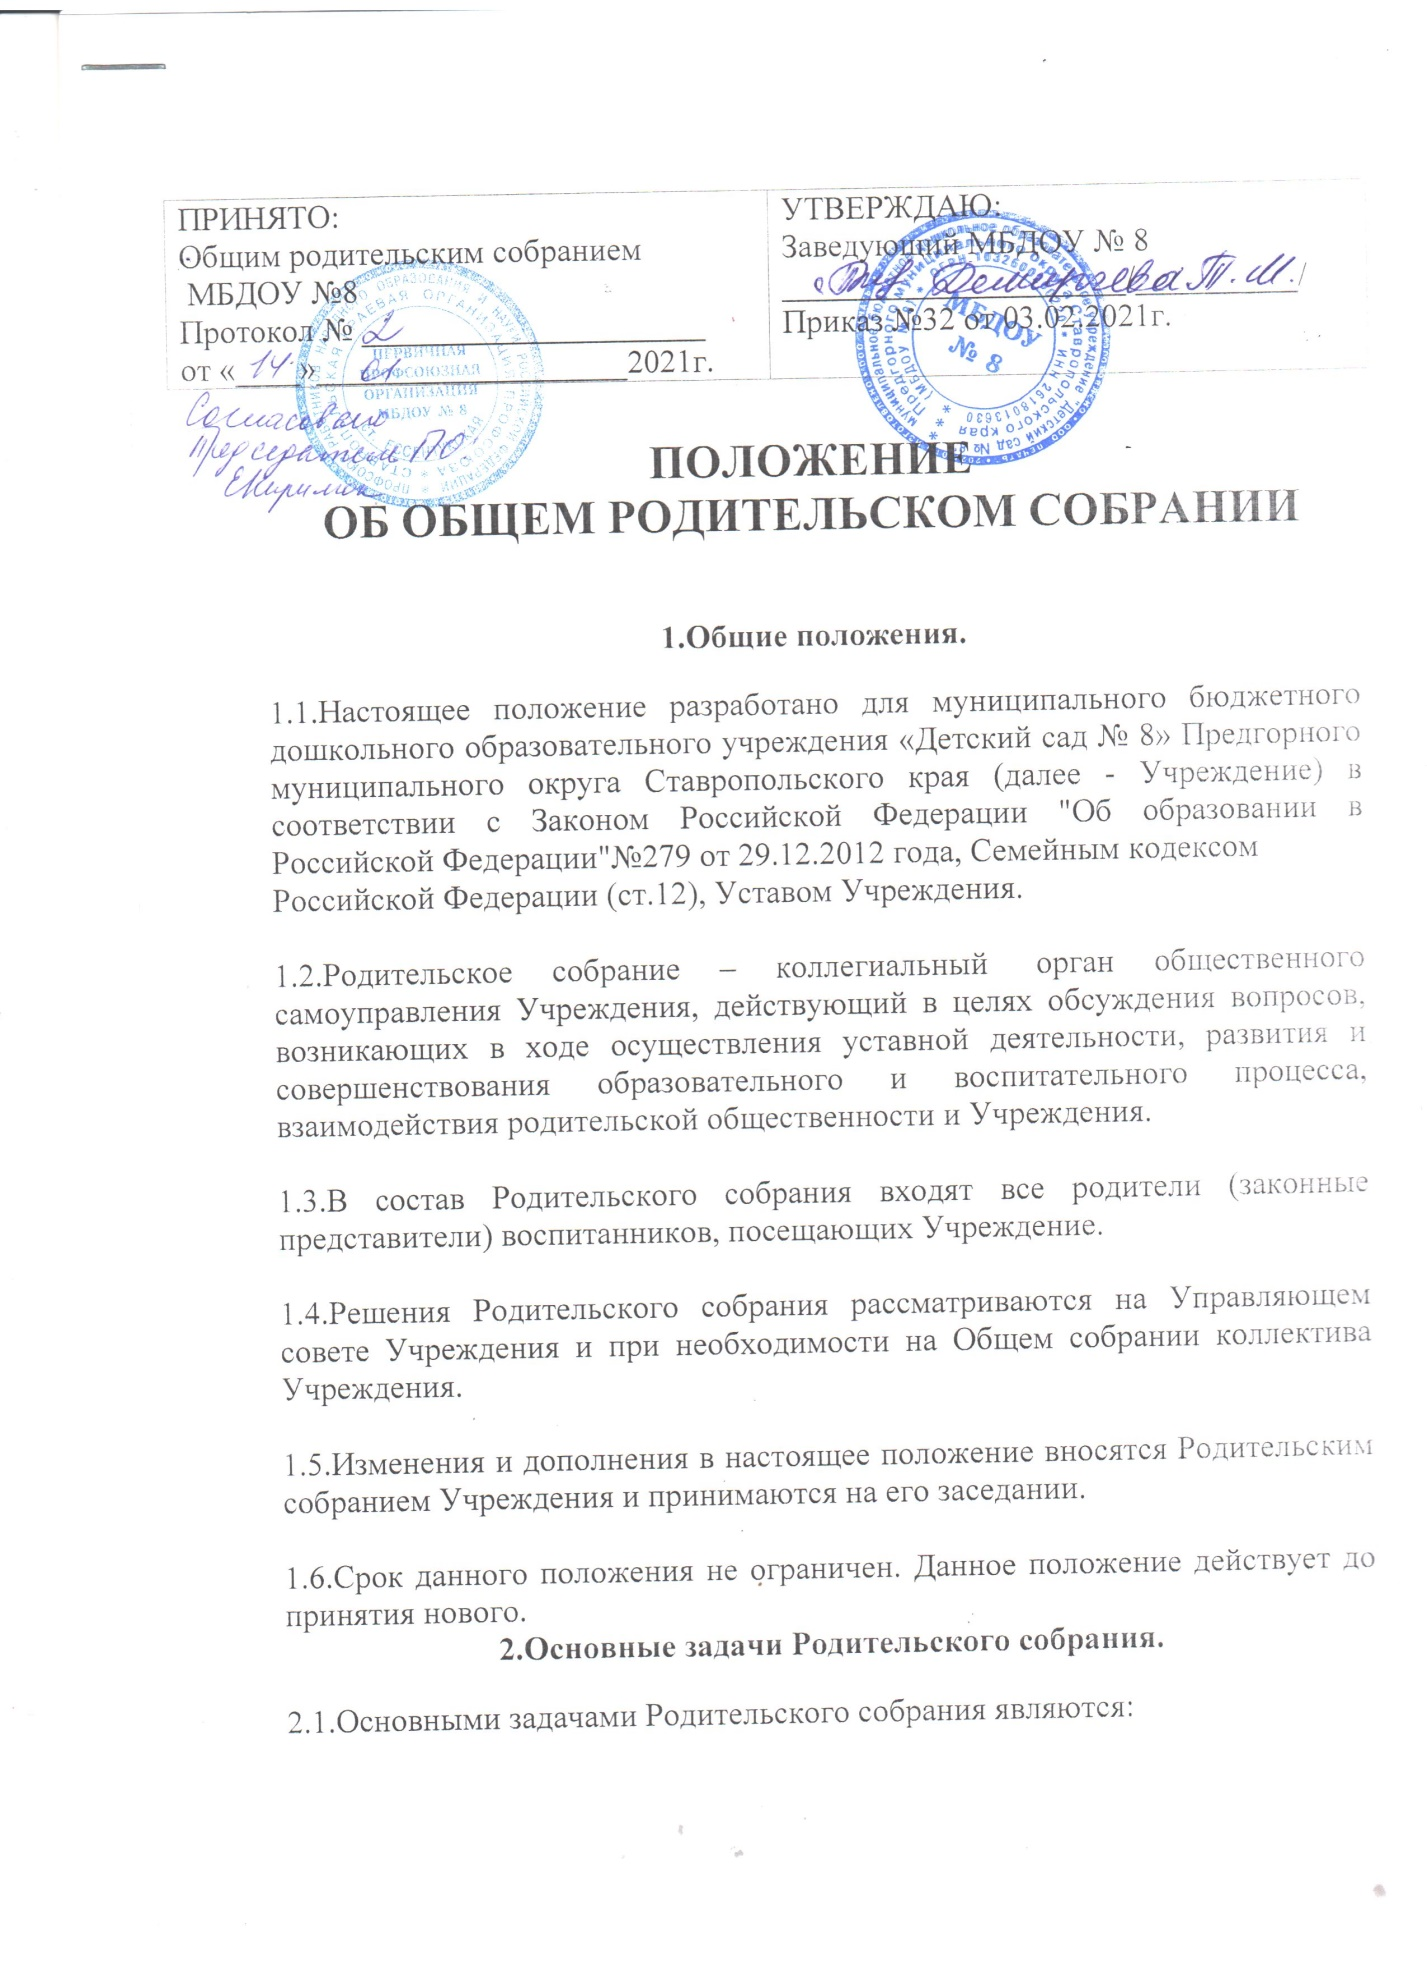 ПРИНЯТО:
Общим родительским собранием
МБДОУ №8
Протокол № 2
от « 14 » 01 2021г.
Согласовано
Председатель ПО:
УТВЕРЖДАЮ:
Заведующий МБДОУ № 8
Т.М./
Приказ №32 от 03.02.2021г.
ПЕРВИЧНАЯ
ПРОФСОЮЗНАЯ
ОРГАНИЗАЦИЯ
МБДОУ № 8
МБДОУ
№ 8
ПОЛОЖЕНИЕ
ОБ ОБЩЕМ РОДИТЕЛЬСКОМ СОБРАНИИ
1.Общие положения.
1.1.Настоящее положение разработано для муниципального бюджетного
дошкольного образовательного учреждения «Детский сад № 8» Предгорного
муниципального округа Ставропольского края (далее - Учреждение) в
соответствии с Законом Российской Федерации "Об образовании в
Российской Федерации"№279 от 29.12.2012 года, Семейным кодексом
Российской Федерации (ст.12), Уставом Учреждения.
1.2.Родительское собрание – коллегиальный орган общественного
самоуправления Учреждения, действующий в целях обсуждения вопросов,
возникающих в ходе осуществления уставной деятельности, развития и
совершенствования образовательного и воспитательного процесса,
взаимодействия родительской общественности и Учреждения.
1.3.В состав Родительского собрания входят все родители (законные
представители) воспитанников, посещающих Учреждение.
1.4.Решения Родительского собрания рассматриваются на Управляющем
совете Учреждения и при необходимости на Общем собрании коллектива
Учреждения.
1.5.Изменения и дополнения в настоящее положение вносятся Родительским
собранием Учреждения и принимаются на его заседании.
1.6.Срок данного положения не ограничен. Данное положение действует до
принятия нового.
2.Основные задачи Родительского собрания.
2.1.Основными задачами Родительского собрания являются: